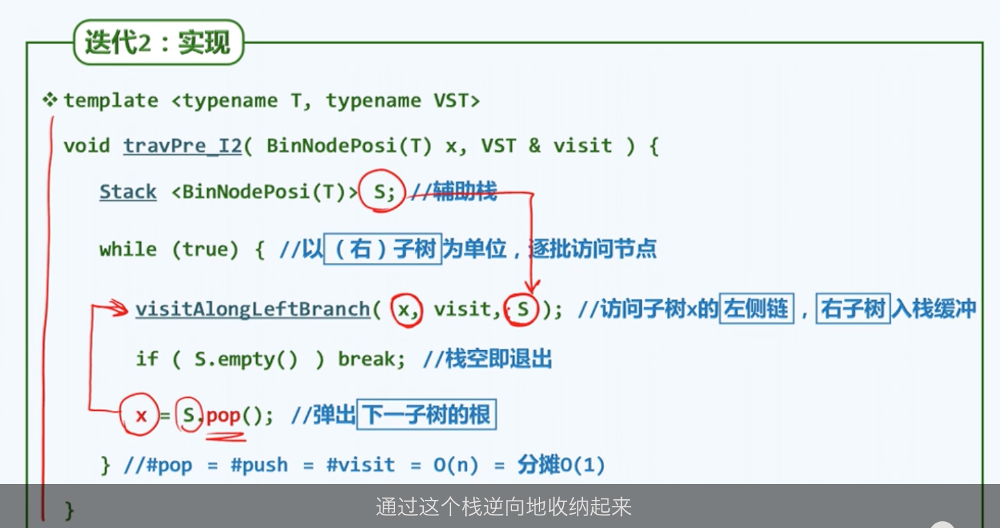 迭代2：实现
❖ template <typename T, typename VST>
void travPre_I2( BinNodePosi(T) x, VST & visit ) {
Stack <BinNodePosi(T)> S; //辅助栈
while (true) { //以（右）子树为单位，逐批访问节点
visitAlongLeftBranch( x, visit, S ); //访问子树x的左侧链，右子树入栈缓冲
if ( S.empty() ) break; //栈空即退出
x = S.pop(); //弹出下一子树的根
} //#pop = #push = #visit = O(n) = 分摊O(1)
}
通过这个栈逆向地收纳起来